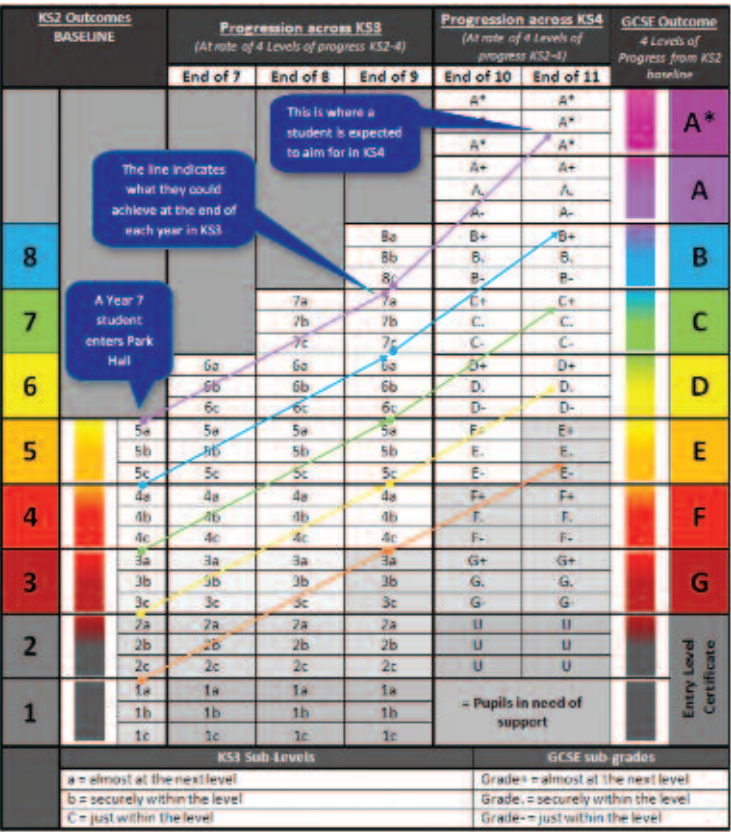 KS2 Outcomes
BASELINE
Progression across KS3
(At rate of 4 Levels of progress KS2-4)
Progression across KS4
(At rate of 4 Levels of
progress KS2-4)
GCSE Outcome
4 Levels of
Progress from KS2
baseline
End of 7 End of 8 End of 9 End of 10 End of 11
A* A*
A*
A* A*
A*
This is where a
student is expected
to aim for in KS4
A+ A+
A. A.
A- A-
A
The line indicates
what they could
achieve at the end of
each year in KS3
8
8a B+ B+
8b B. B.
8c B- B-
B
7
7a 7a C+ C+
7b 7b C. C.
7c 7c C- C-
C
A Year 7
student
enters Park
Hall
6
6a 6a 6a D+ D+
6b 6b 6b D. D.
6c 6c 6c D- D-
D
5
5a 5a 5a 5a E+
5b 5b 5b 5b E. E.
5c 5c 5c 5c E- E-
E
4
4a 4a 4a 4a F+ F+
4b 4b 4b 4b F. F.
4c 4c 4c 4c F- F-
F
3
3a 3a 3a 3a G+ G+
3b 3b 3b 3b G. G.
3c 3c 3c 3c G- G-
G
2
2a 2a 2a 2a U U
2b 2b 2b 2b U U
2c 2c 2c 2c U U
1
1a 1a 1a 1a
1b 1b 1b 1b
1c 1c 1c 1c
= Pupils in need of
support
Entry Level
Certificate
KS3 Sub-Levels GCSE sub-grades
a = almost at the next level Grade+ = almost at the next level
b = securely within the level Grade. = securely within the level
C = just within the level Grade- = just within the level